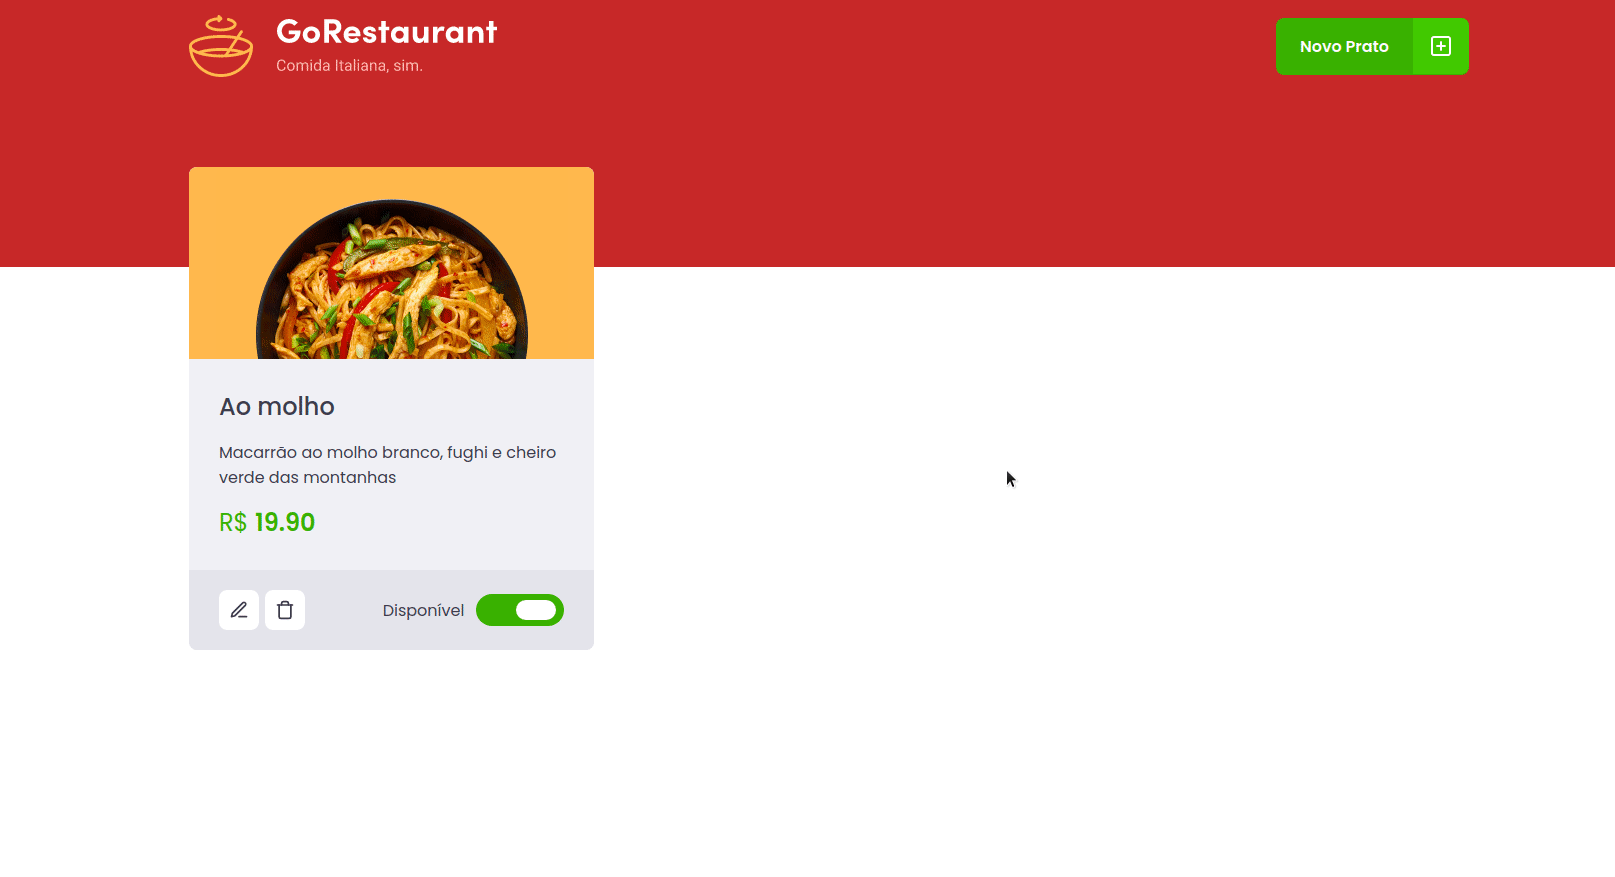 GoRestaurant
Comida Italiana, sim.
Novo Prato
Ao molho
Macarrão ao molho branco, fughi e cheiro
verde das montanhas
R$ 19.90
Disponível